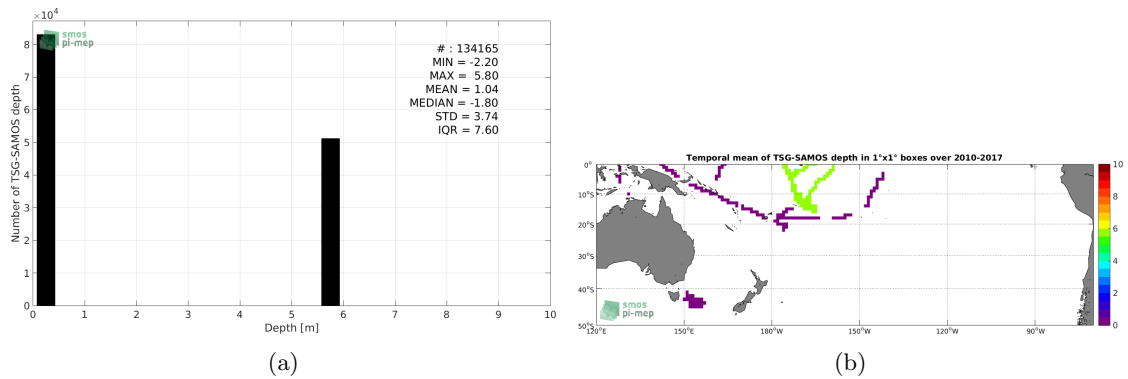 ×10⁴
8
7
6
5
4
3
2
1
0
Number of TSG-SAMOS depth
smos
pi-mep
# : 134165
MIN = -2.20
MAX = 5.80
MEAN = 1.04
MEDIAN = -1.80
STD = 3.74
IQR = 7.60
0 1 2 3 4 5 6 7 8 9 10
Depth [m]
(a)
Temporal mean of TSG-SAMOS depth in 1°x1° boxes over 2010-2017
0°
10°S
20°S
30°S
40°S
50°S
120°E 150°E 180°W 150°W 120°W 90°W
smos
pi-mep
10
8
6
4
2
0
(b)